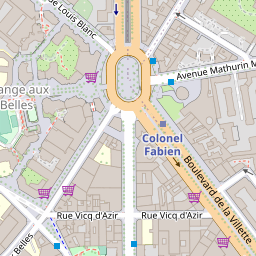 ue Louis Blanc
Avenue Mathurin M
ange aux
Belles
Colonel
Fabien
Boulevard de la Villette
Rue Vicq d'Azir
Rue Vicq d'Azir
Belles